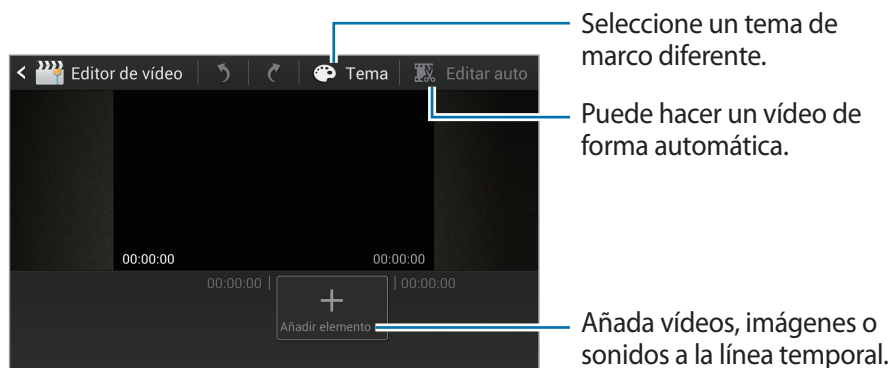 Seleccione un tema de
marco diferente.
Editor de vídeo
Tema
Editar auto
Puede hacer un vídeo de
forma automática.
00:00:00
00:00:00
00:00:00
00:00:00
Añadir elemento
Añada vídeos, imágenes o
sonidos a la línea temporal.